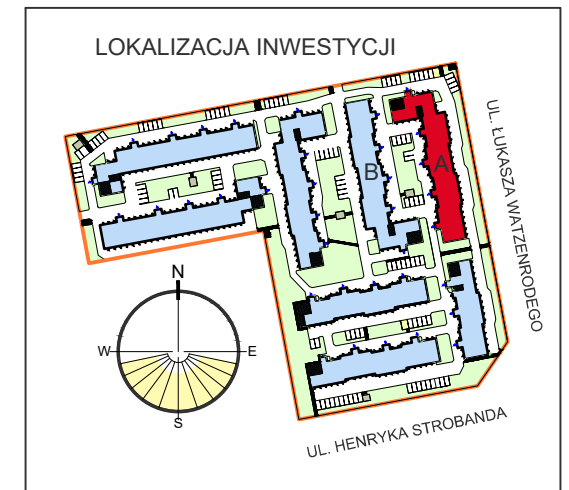 LOKALIZACJA INWESTYCJI
UL. ŁUKASZA WATZENRODEGO
A
B
N
W
E
S
UL. HENRYKA STROBANDA